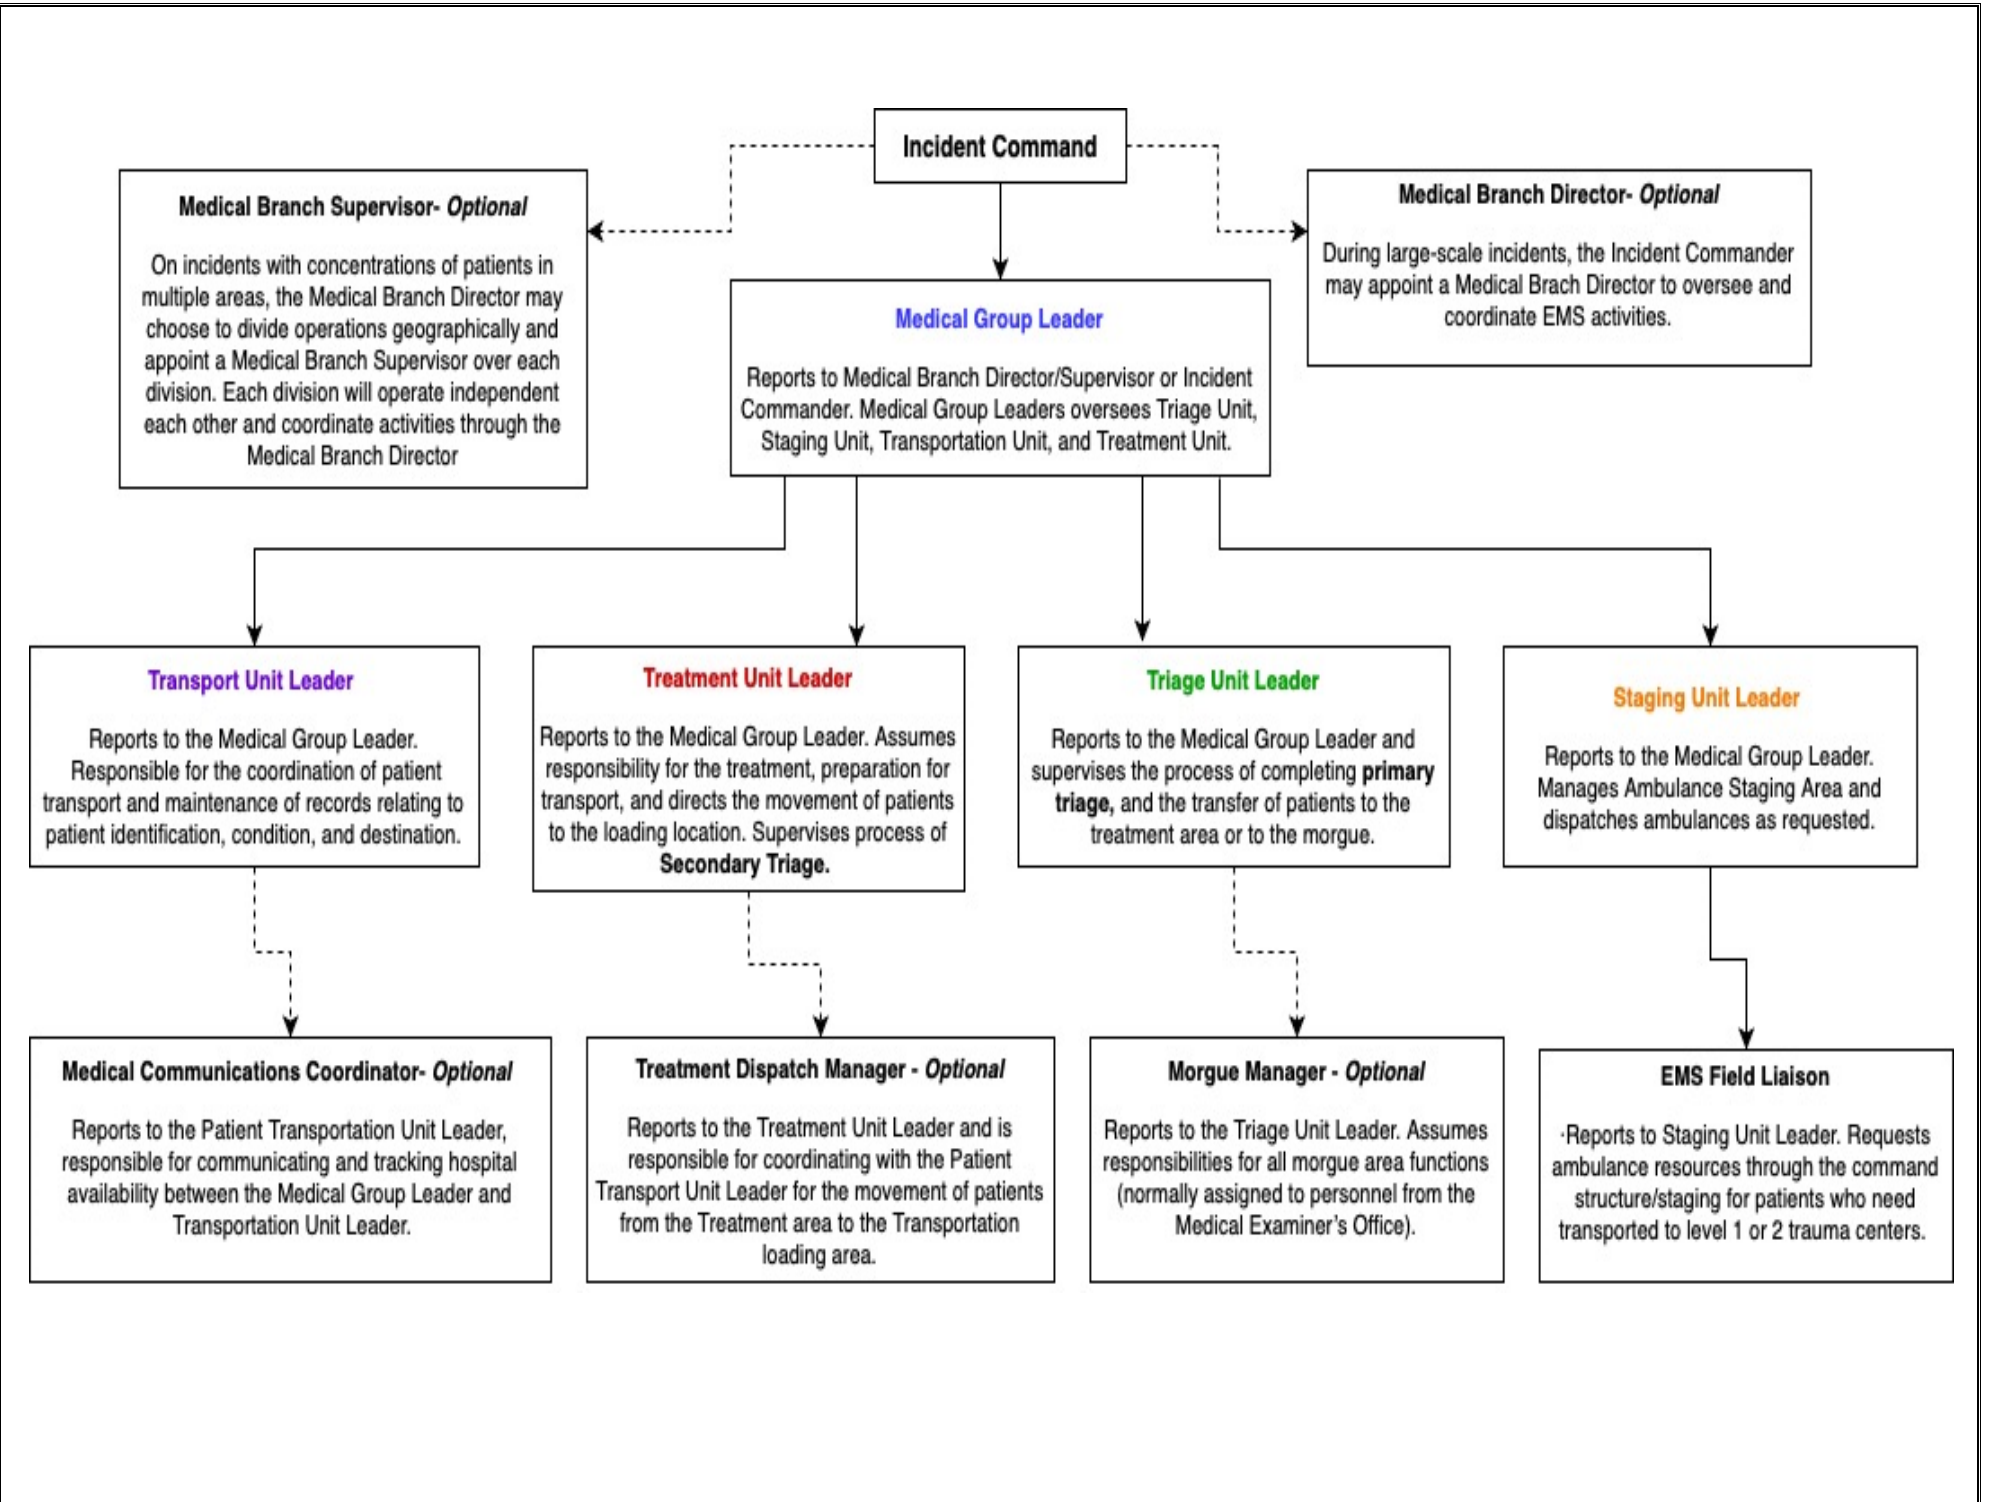 Incident Command
Medical Branch Supervisor- Optional
On incidents with concentrations of patients in
multiple areas, the Medical Branch Director may
choose to divide operations geographically and
appoint a Medical Branch Supervisor over each
division. Each division will operate independent
each other and coordinate activities through the
Medical Branch Director
Medical Branch Director- Optional
During large-scale incidents, the Incident Commander
may appoint a Medical Brach Director to oversee and
coordinate EMS activities.
Medical Group Leader
Reports to Medical Branch Director/Supervisor or Incident
Commander. Medical Group Leaders oversees Triage Unit,
Staging Unit, Transportation Unit, and Treatment Unit.
Transport Unit Leader
Reports to the Medical Group Leader.
Responsible for the coordination of patient
transport and maintenance of records relating to
patient identification, condition, and destination.
Treatment Unit Leader
Reports to the Medical Group Leader. Assumes
responsibility for the treatment, preparation for
transport, and directs the movement of patients
to the loading location. Supervises process of
Secondary Triage.
Triage Unit Leader
Reports to the Medical Group Leader and
supervises the process of completing primary
triage, and the transfer of patients to the
treatment area or to the morgue.
Staging Unit Leader
Reports to the Medical Group Leader.
Manages Ambulance Staging Area and
dispatches ambulances as requested.
Medical Communications Coordinator- Optional
Reports to the Patient Transportation Unit Leader,
responsible for communicating and tracking hospital
availability between the Medical Group Leader and
Transportation Unit Leader.
Treatment Dispatch Manager - Optional
Reports to the Treatment Unit Leader and is
responsible for coordinating with the Patient
Transport Unit Leader for the movement of patients
from the Treatment area to the Transportation
loading area.
Morgue Manager - Optional
Reports to the Triage Unit Leader. Assumes
responsibilities for all morgue area functions
(normally assigned to personnel from the
Medical Examiner's Office).
EMS Field Liaison
·Reports to Staging Unit Leader. Requests
ambulance resources through the command
structure/staging for patients who need
transported to level 1 or 2 trauma centers.